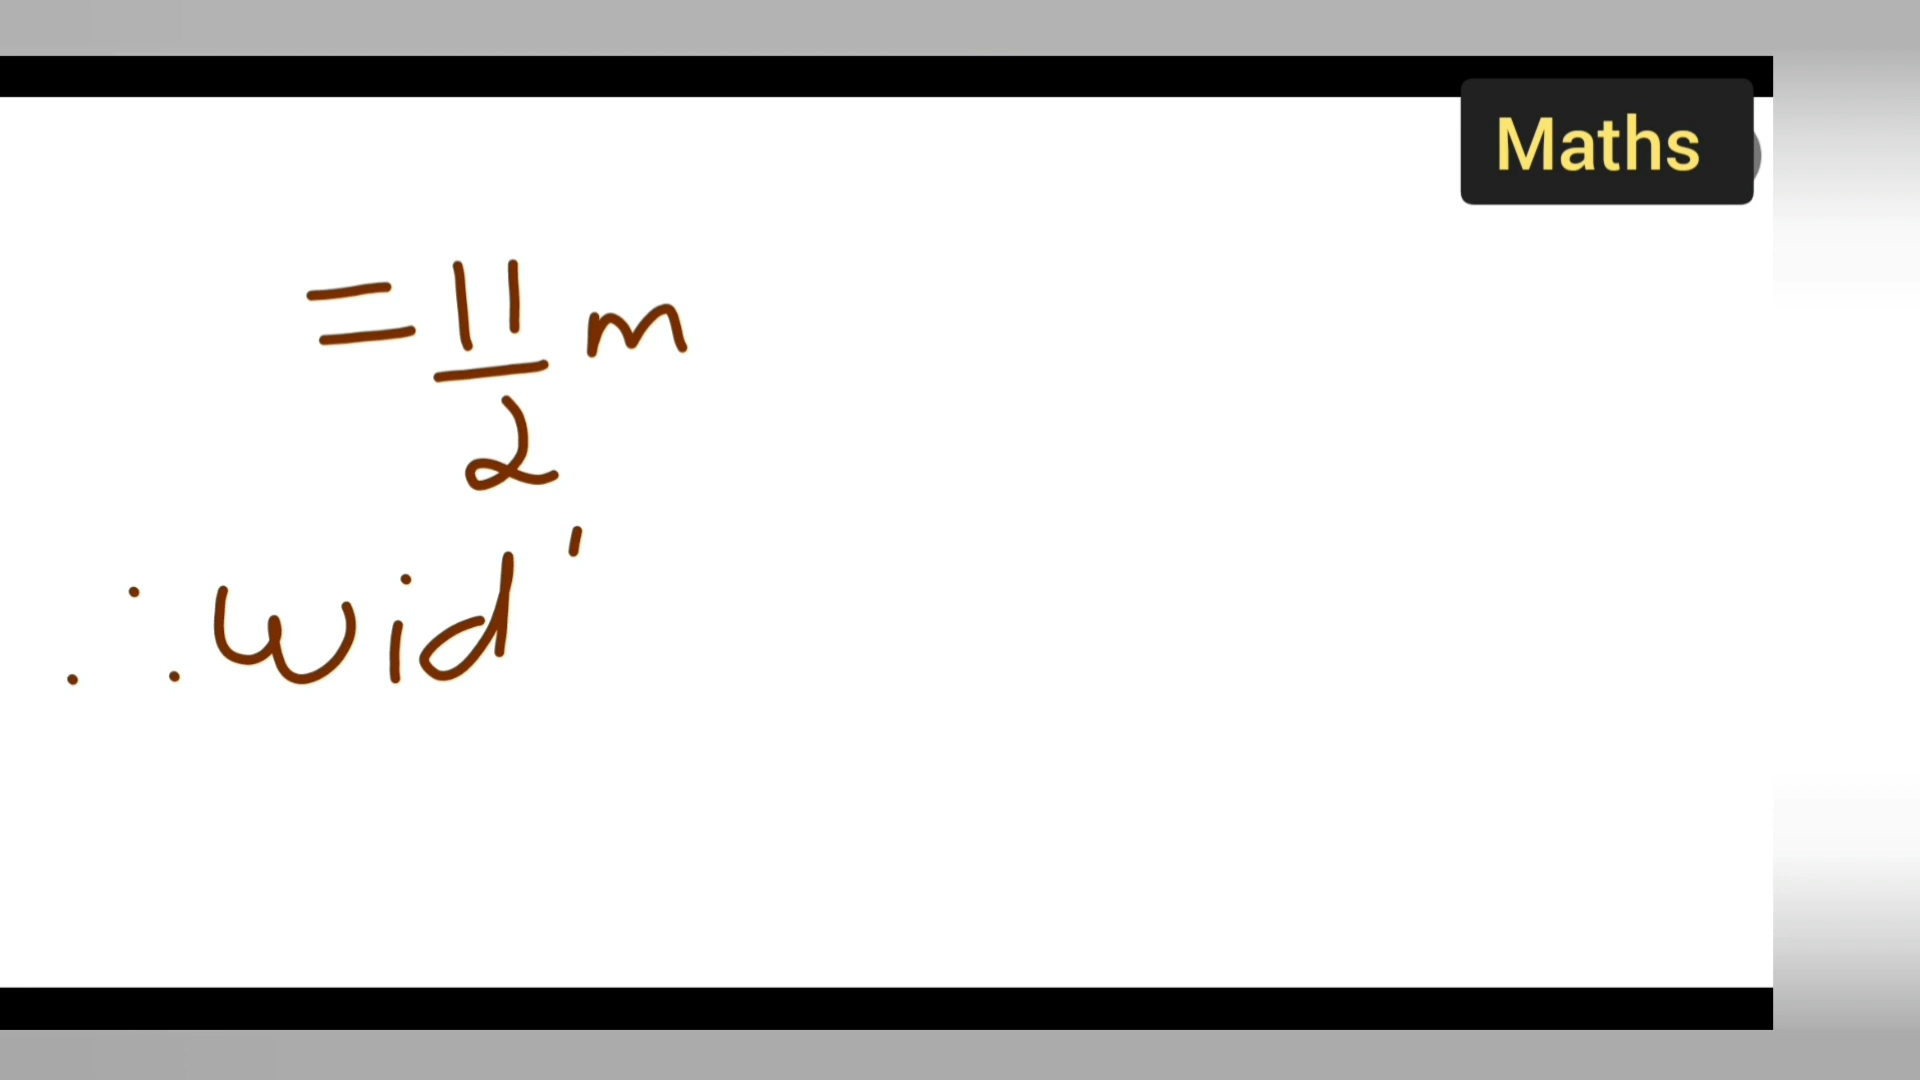 Maths
= 11/2 m
∴ wid